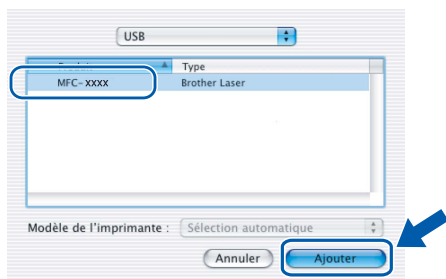 USB
Type
MFC-xxxx Brother Laser
Modèle de l'imprimante : Sélection automatique
Annuler Ajouter